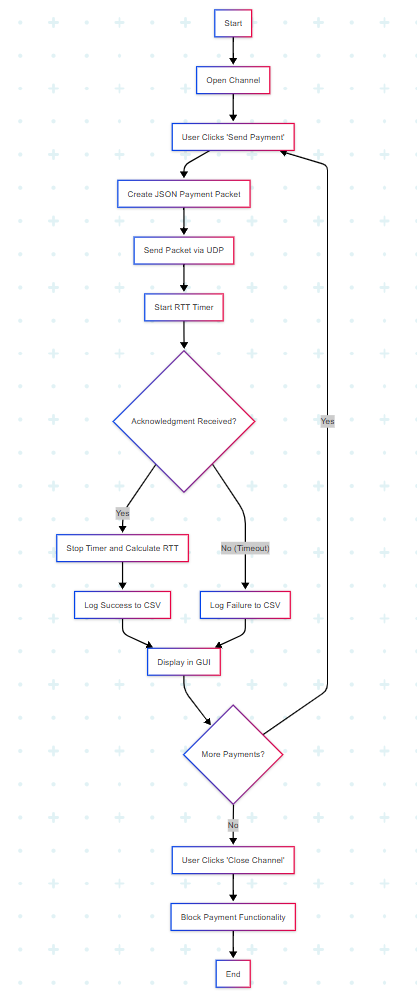 Start
Open Channel
User Clicks 'Send Payment'
Create JSON Payment Packet
Send Packet via UDP
Start RTT Timer
Acknowledgment Received?
Yes
Yes
Stop Timer and Calculate RTT
No (Timeout)
Log Success to CSV
Log Failure to CSV
Display in GUI
More Payments?
No
User Clicks 'Close Channel'
Block Payment Functionality
End